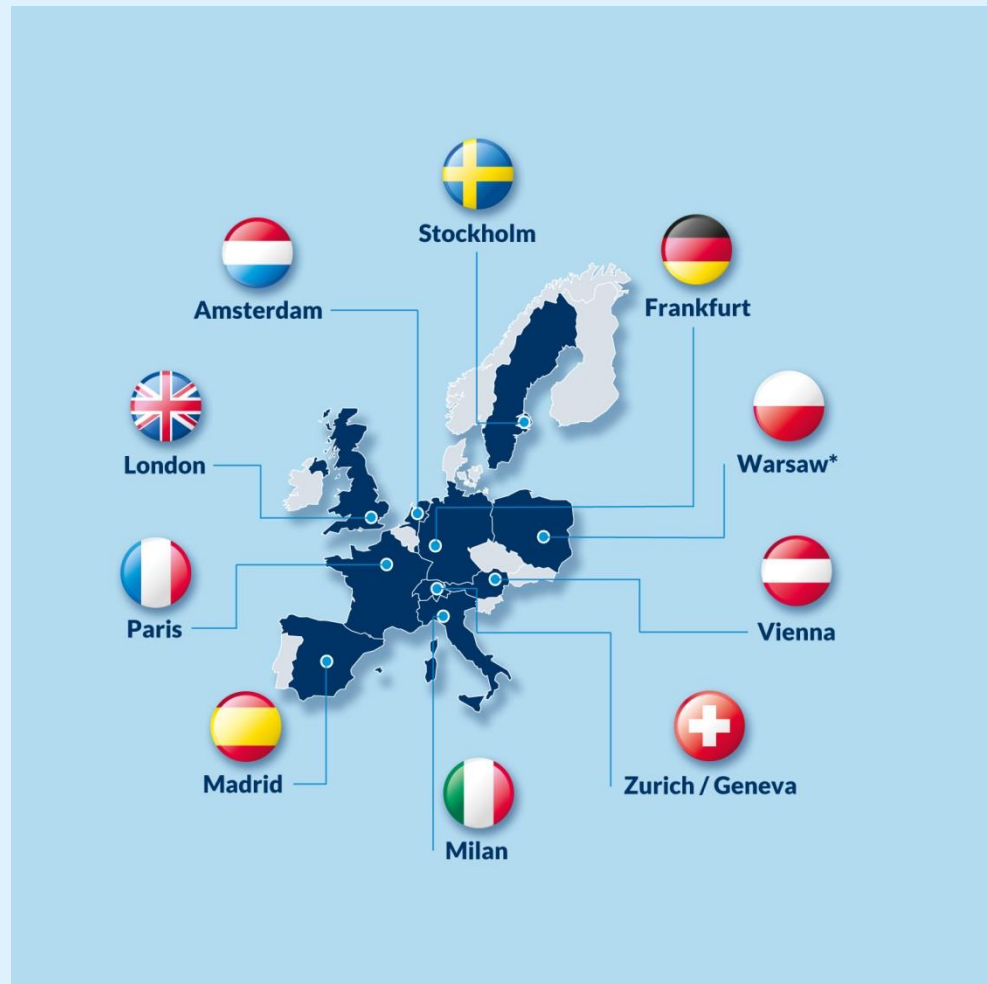 Stockholm
Amsterdam
Frankfurt
London
Warsaw*
Paris
Vienna
Madrid
Zurich / Geneva
Milan